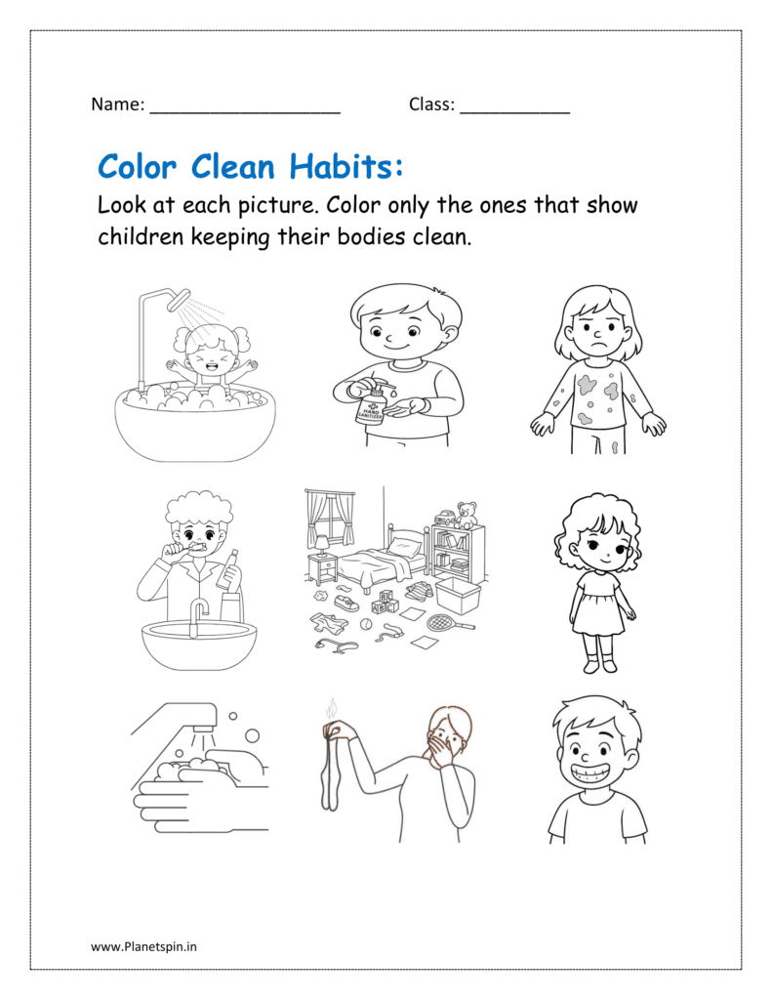 Name: ___________________ Class: ___________
Color Clean Habits:
Look at each picture. Color only the ones that show
children keeping their bodies clean.
HAND
SANITIZER
B C
A B
www.Planetspin.in